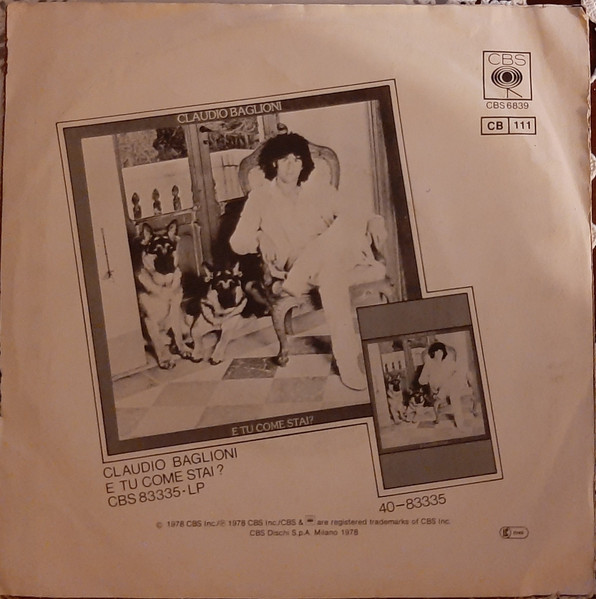 CBS
CBS 6839
CB 111
CLAUDIO BAGLIONI
E TU COME STAI?
CLAUDIO BAGLIONI
E TU COME STAI?
CBS 83335-LP
40-83335
© 1978 CBS Inc./℗ 1978 CBS Inc./CBS & are registered trademarks of CBS Inc.
CBS Dischi S.p.A. Milano 1978